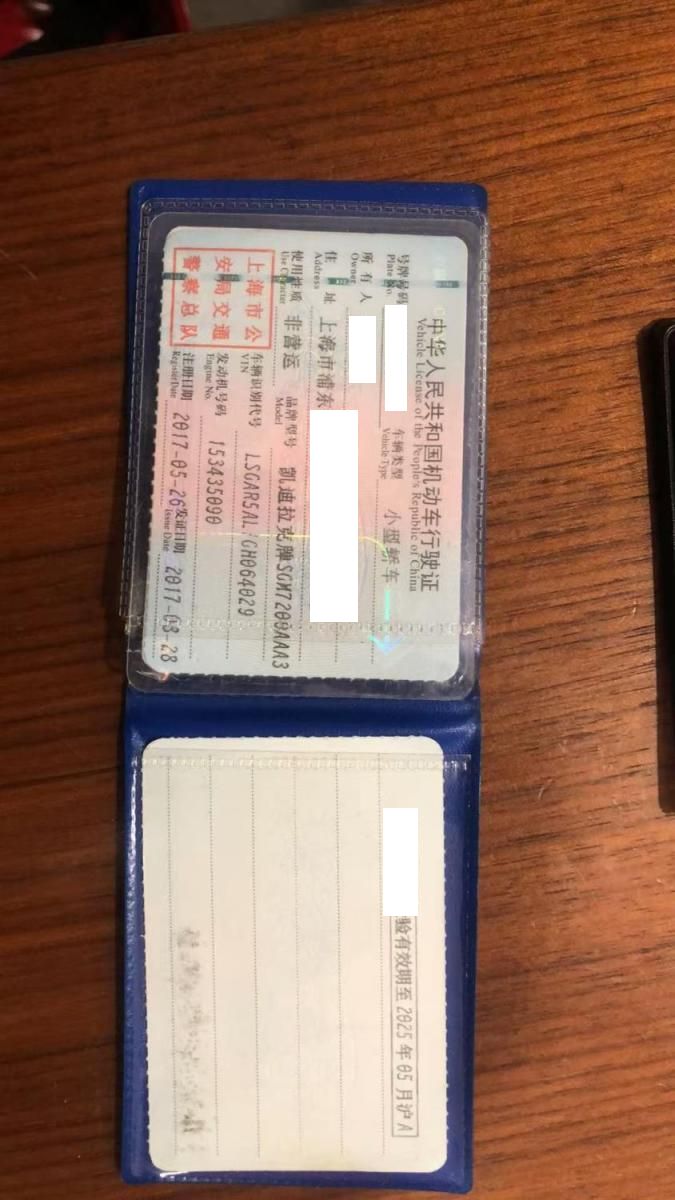 中华人民共和国机动车行驶证
Vehicle License of the People's Republic of China
号牌号码
Plate No.
车辆类型 小型轿车
Vehicle Type
所有人
Owner
住址 上海市浦东
Address
使用性质 非营运 品牌型号 凯迪拉克牌SGM7200AAA3
Use Character Model
上海市公
安局交通
警察总队
车辆识别代号
VIN
发动机号码 153435090
Engine No.
注册日期 2017-05-26 发证日期 2017-03-28
Register Date Issue Date
验有效期至2025年05月沪A